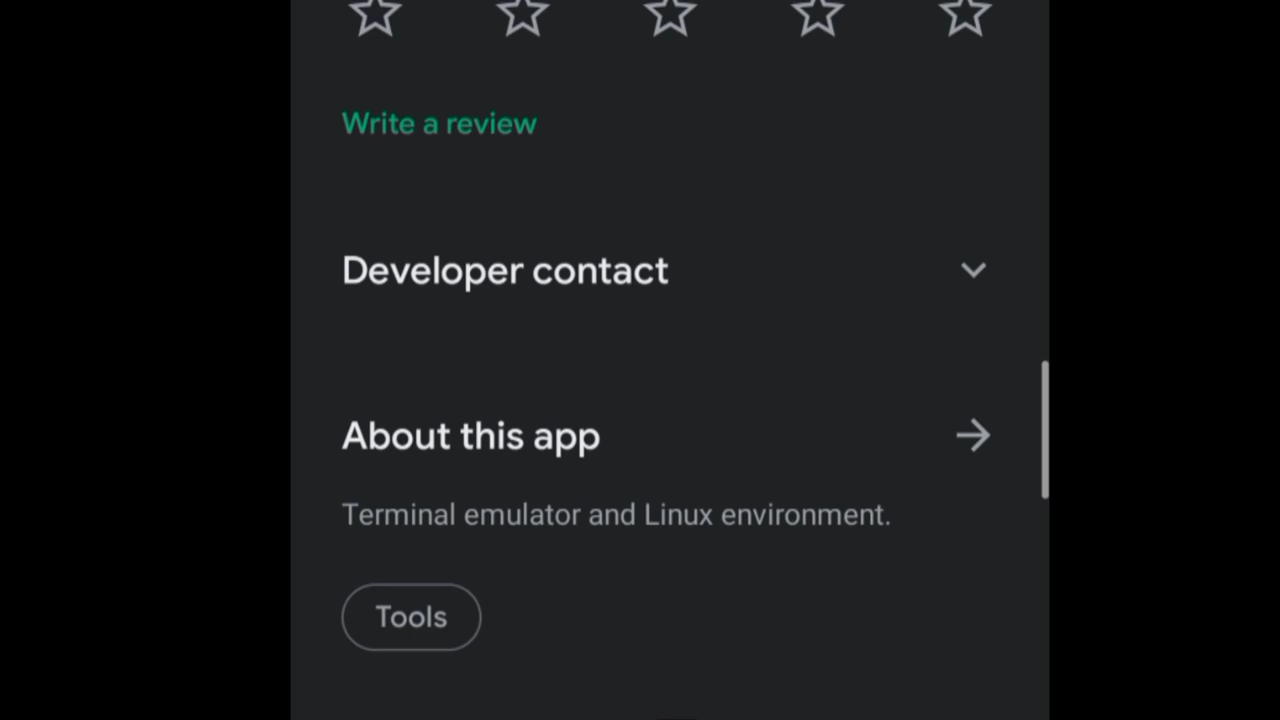 Write a review
Developer contact
About this app
Terminal emulator and Linux environment.
Tools